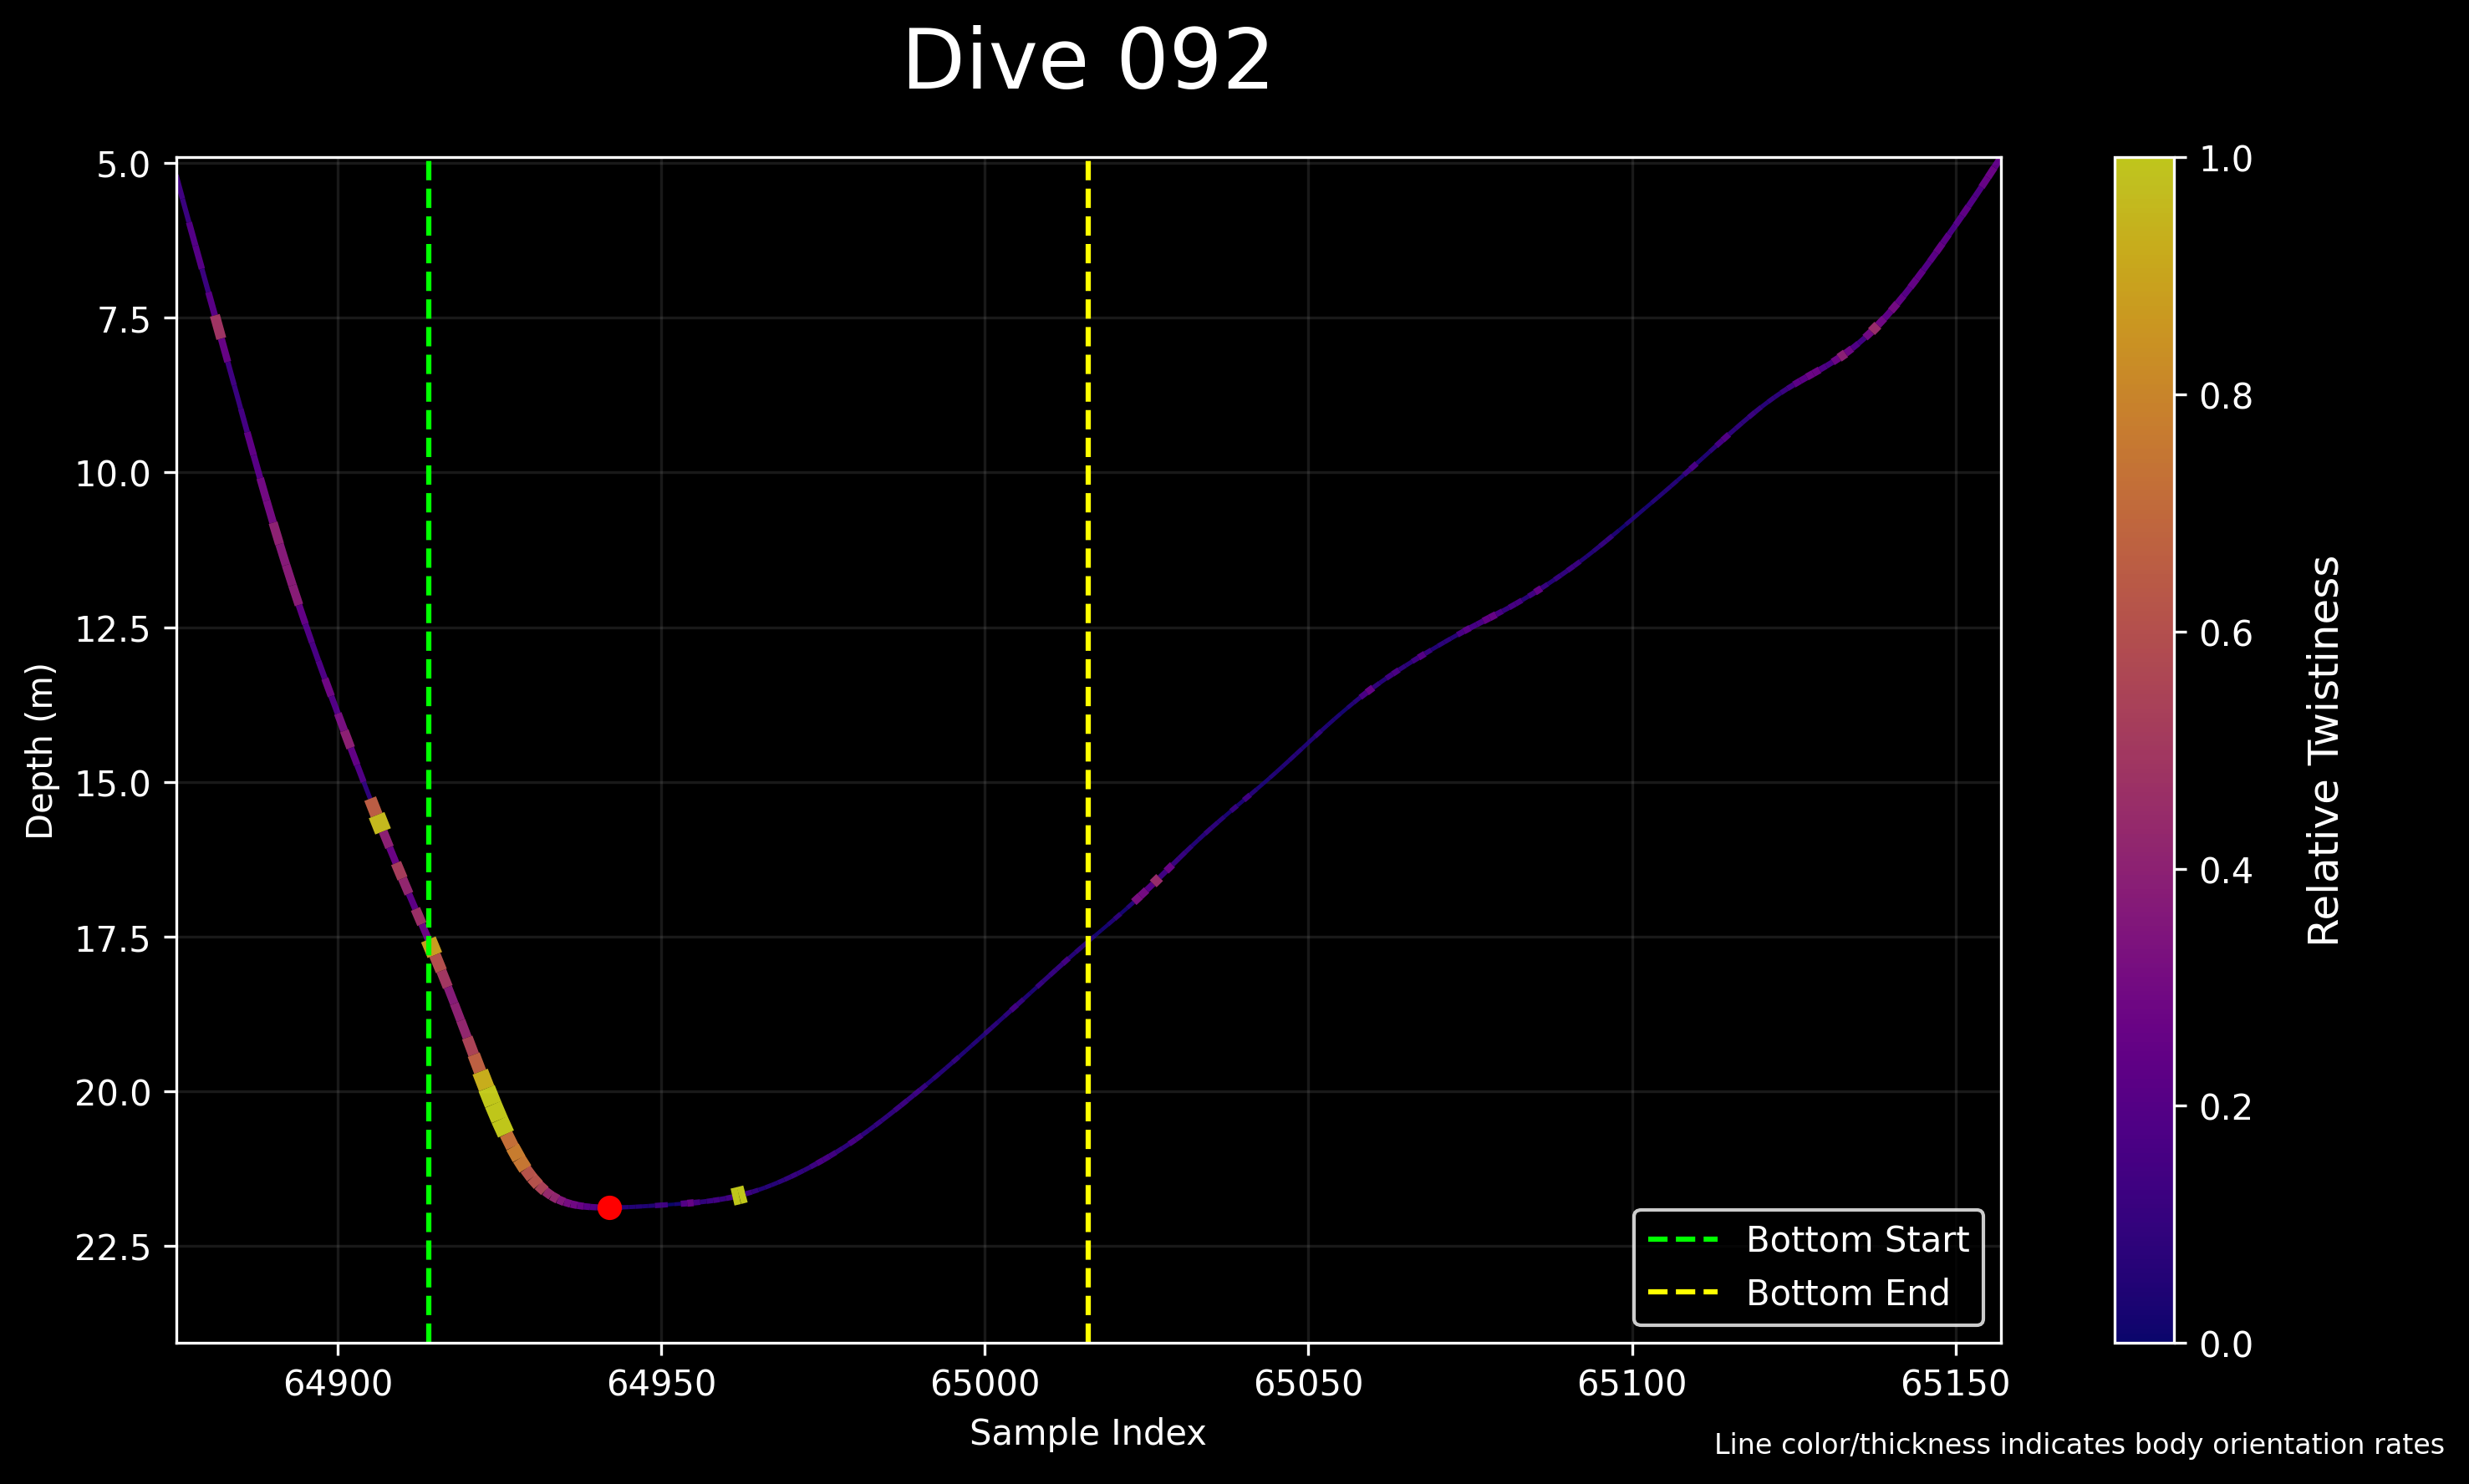 Dive 092
5.0
7.5
10.0
12.5
15.0
17.5
20.0
22.5
Depth (m)
64900 64950 65000 65050 65100 65150
Sample Index
Bottom Start
Bottom End
1.0
0.8
0.6
0.4
0.2
0.0
Relative Twistiness
Line color/thickness indicates body orientation rates